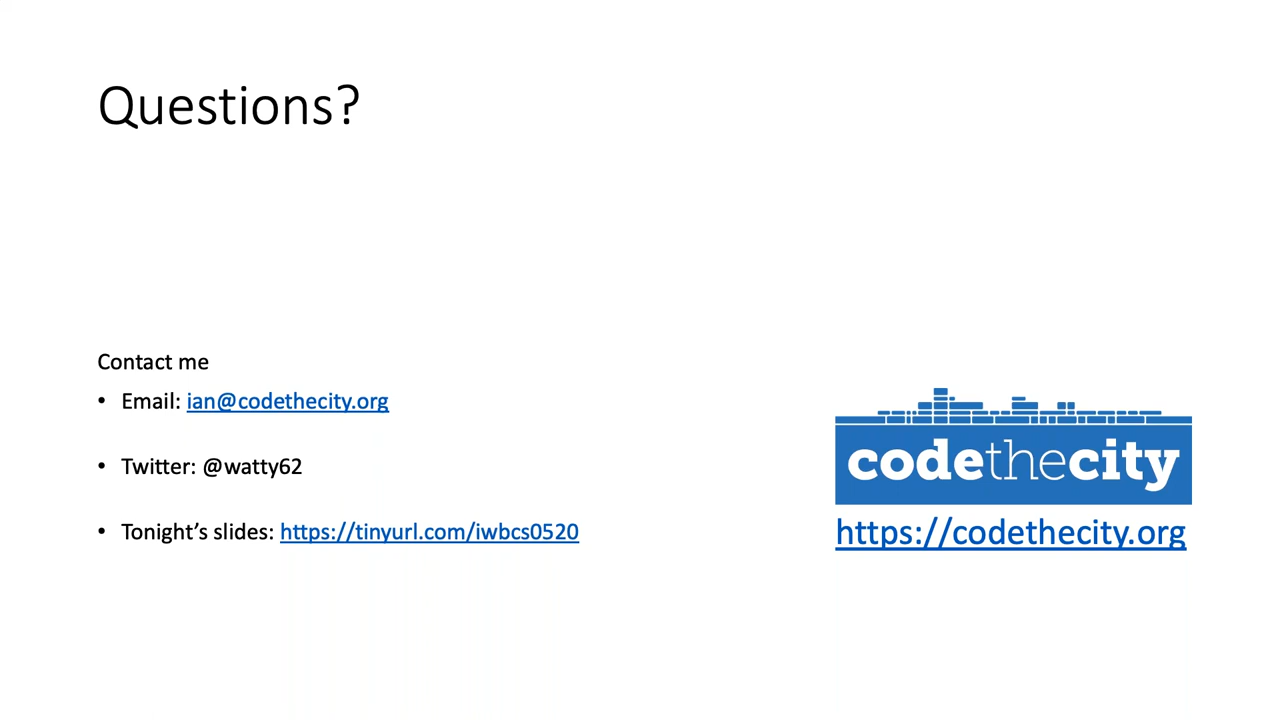 Questions?
Contact me
• Email: ian@codethecity.org
• Twitter: @watty62
• Tonight’s slides: https://tinyurl.com/iwbcs0520
codethecity
https://codethecity.org